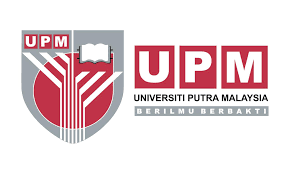 UPM
UPM
UNIVERSITI PUTRA MALAYSIA
BERILMU BERBAKTI